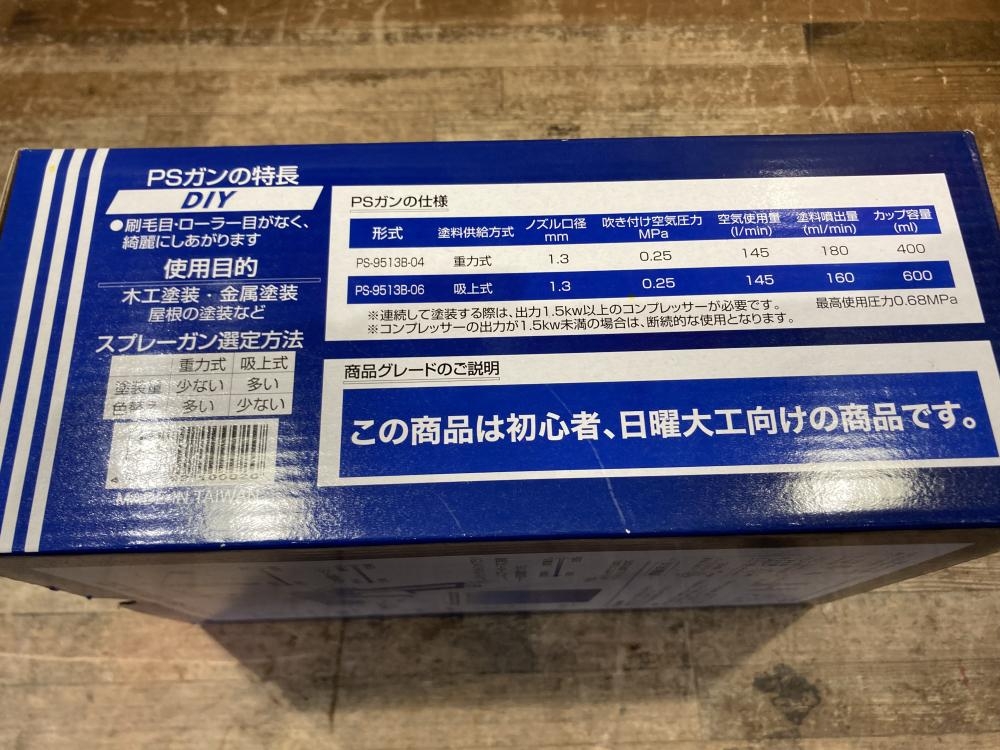 PSガンの特長
DIY
●刷毛目・ローラー目がなく、
綺麗にしあがります
使用目的
木工塗装・金属塗装
屋根の塗装など
スプレーガン選定方法
重力式 吸上式
塗装量 少ない 多い
色替え 多い 少ない
MADE IN TAIWAN
PSガンの仕様
形式 塗料供給方式 ノズル口径 mm 吹き付け空気圧力 MPa 空気使用量 (l/min) 塗料噴出量 (ml/min) カップ容量 (ml)
PS-9513B-04 重力式 1.3 0.25 145 180 400
PS-9513B-06 吸上式 1.3 0.25 145 160 600
※連続して塗装する際は、出力1.5kw以上のコンプレッサーが必要です。 最高使用圧力0.68MPa
※コンプレッサーの出力が1.5kw未満の場合は、断続的な使用となります。
商品グレードのご説明
この商品は初心者、日曜大工向けの商品です。